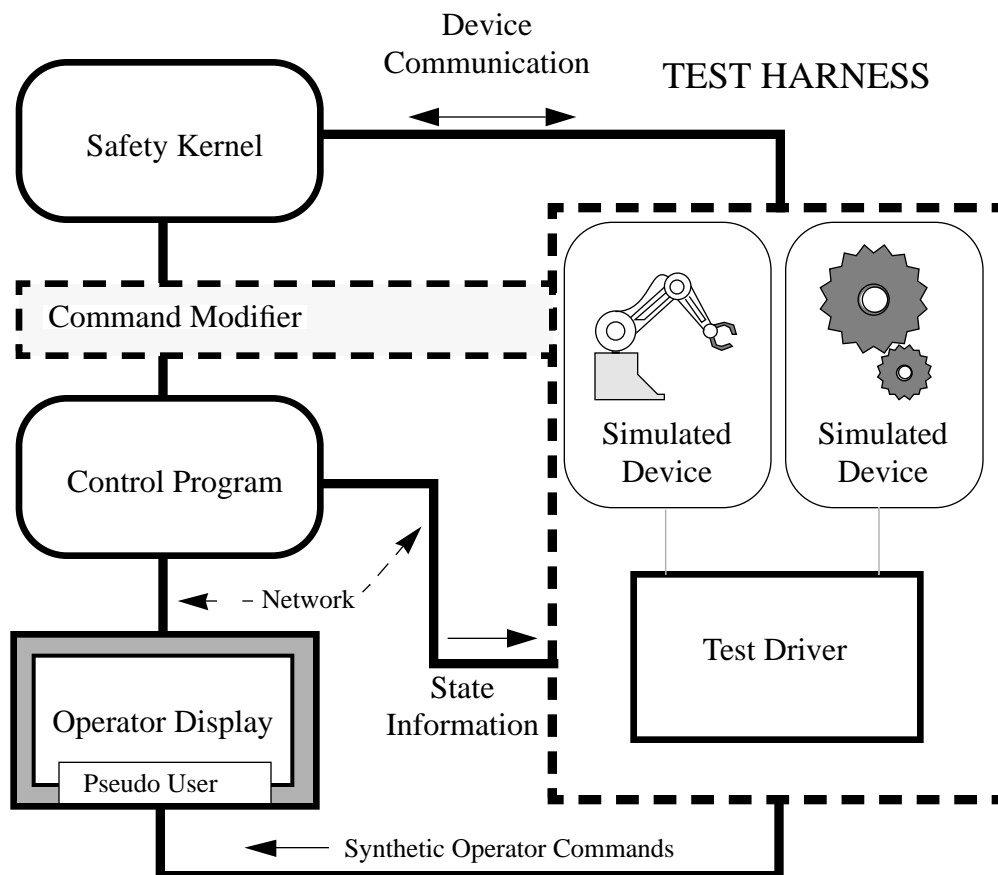 Device
Communication
TEST HARNESS
Safety Kernel
Command Modifier
Simulated
Device
Simulated
Device
Control Program
Network
Test Driver
State
Information
Operator Display
Pseudo User
Synthetic Operator Commands